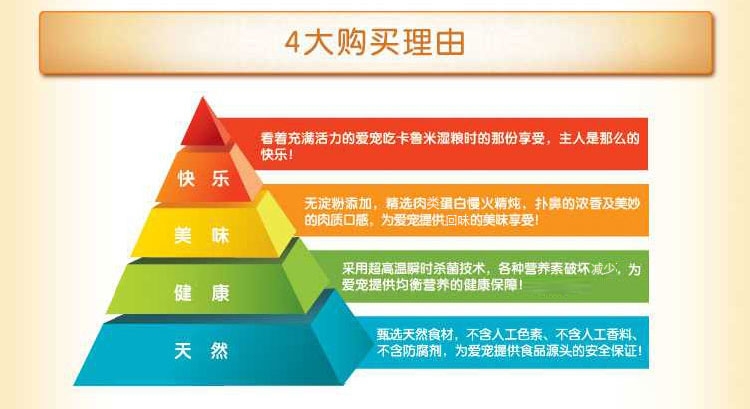 4大购买理由
看着充满活力的爱宠吃卡鲁米湿粮时的那份享受，主人是那么的
快乐！
快 乐
无淀粉添加，精选肉类蛋白慢火精炖，扑鼻的浓香及美妙
的肉质口感，为爱宠提供回味的美味享受！
美 味
采用超高温瞬时杀菌技术，各种营养素破坏减少，为
爱宠提供均衡营养的健康保障！
健 康
甄选天然食材，不含人工色素、不含人工香料、
不含防腐剂，为爱宠提供食品源头的安全保证！
天 然